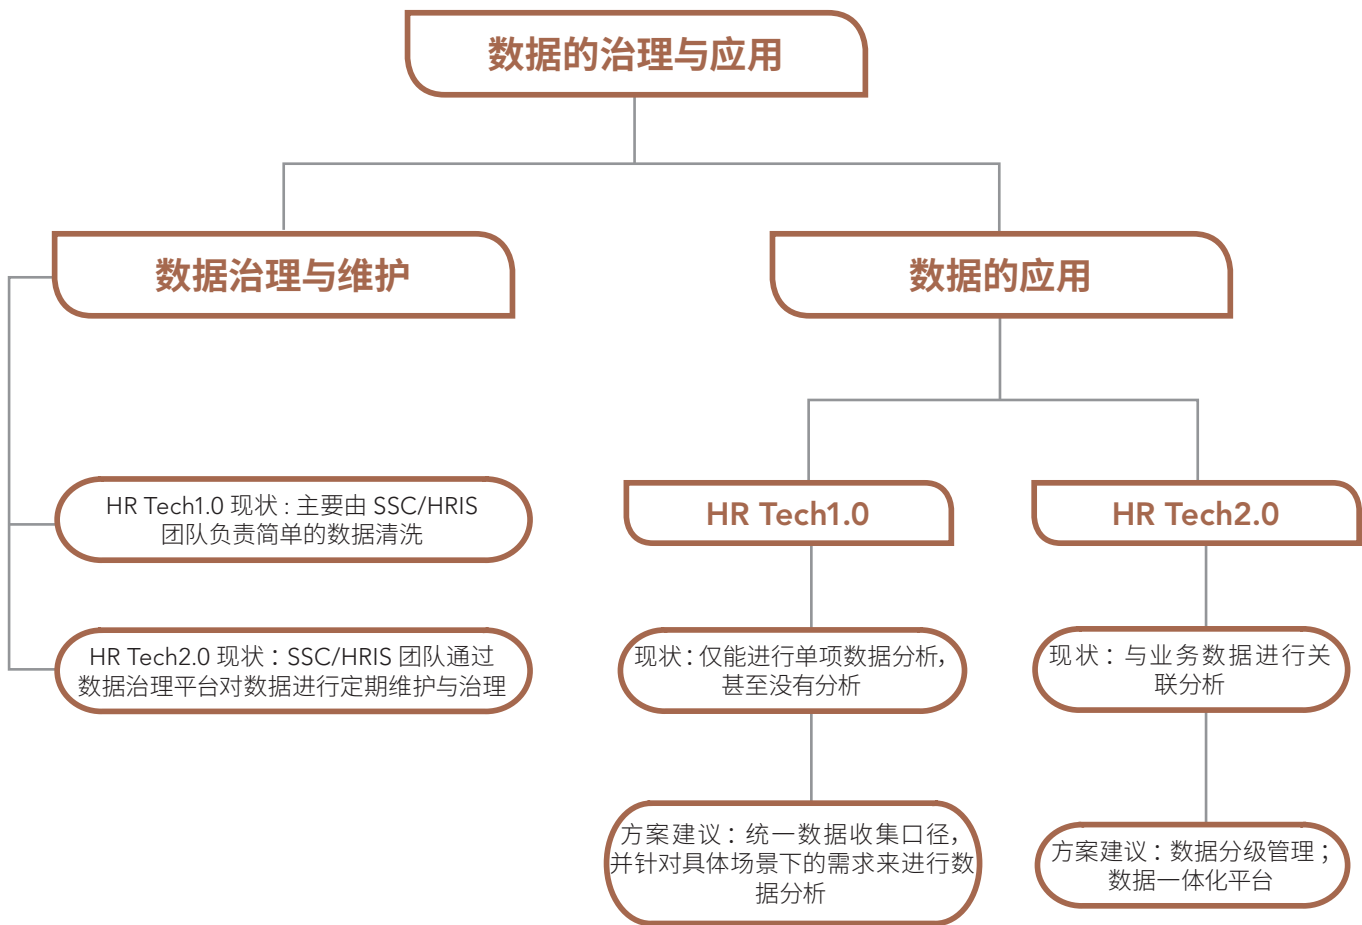 数据的治理与应用
数据治理与维护
数据的应用
HR Tech1.0 现状 : 主要由 SSC/HRIS
团队负责简单的数据清洗
HR Tech2.0 现状：SSC/HRIS 团队通过
数据治理平台对数据进行定期维护与治理
HR Tech1.0
现状：仅能进行单项数据分析，
甚至没有分析
方案建议：统一数据收集口径，
并针对具体场景下的需求来进行数
据分析
HR Tech2.0
现状：与业务数据进行关
联分析
方案建议：数据分级管理；
数据一体化平台